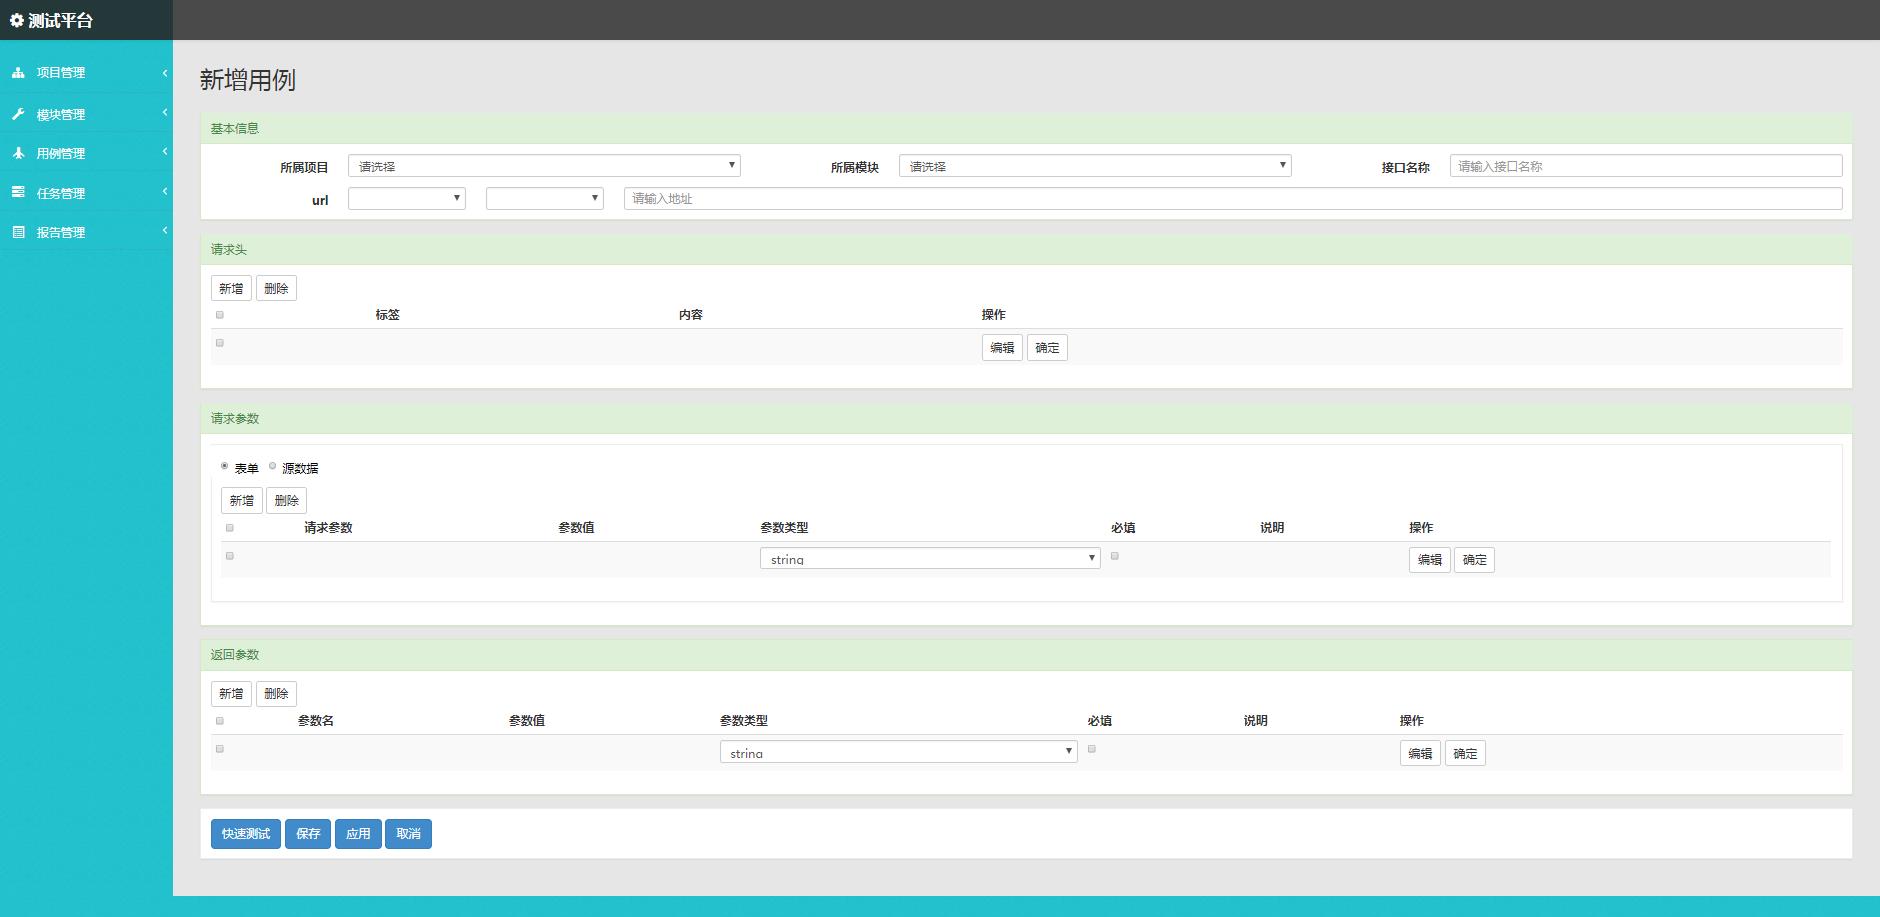 测试平台
项目管理
模块管理
用例管理
任务管理
报告管理
新增用例
基本信息
所属项目 请选择 所属模块 请选择 接口名称 请输入接口名称
url 请输入地址
请求头
新增 删除
标签 内容 操作
编辑 确定
请求参数
表单 源数据
新增 删除
请求参数 参数值 参数类型 必填 说明 操作
string 编辑 确定
返回参数
新增 删除
参数名 参数值 参数类型 必填 说明 操作
string 编辑 确定
快速测试 保存 应用 取消